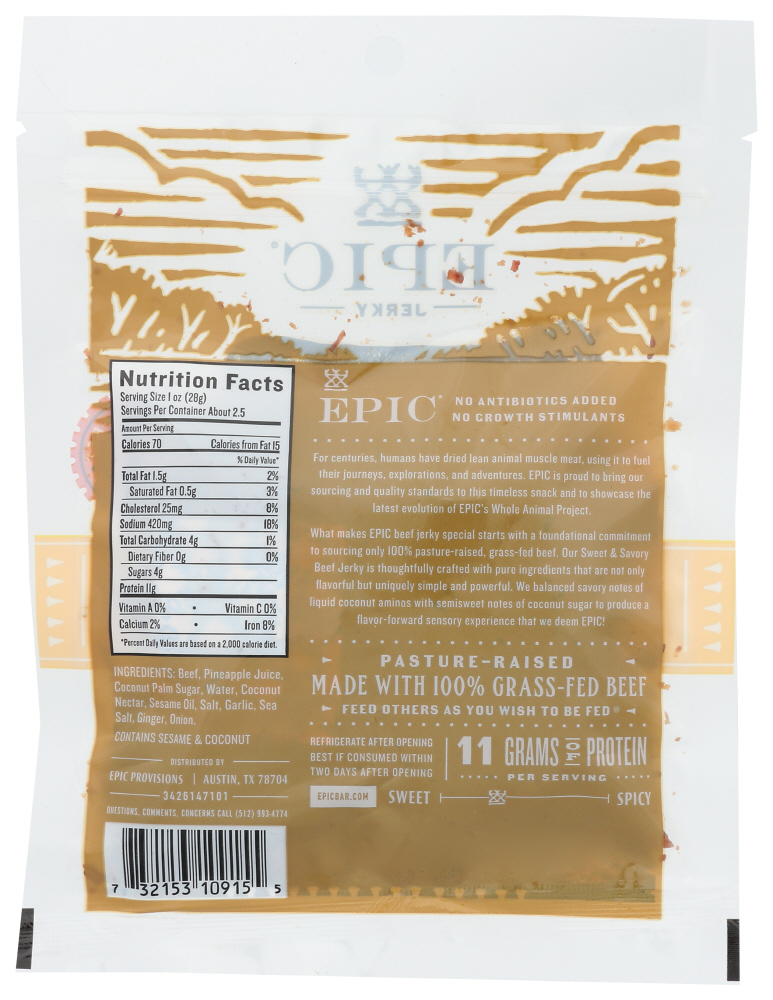 EPIC®
JERKY
Nutrition Facts
Serving Size 1 oz (28g)
Servings Per Container About 2.5
Amount Per Serving
Calories 70 Calories from Fat 15
% Daily Value*
Total Fat 1.5g 2%
Saturated Fat 0.5g 3%
Cholesterol 25mg 8%
Sodium 420mg 18%
Total Carbohydrate 4g 1%
Dietary Fiber 0g 0%
Sugars 4g
Protein 11g
Vitamin A 0% • Vitamin C 0%
Calcium 2% • Iron 8%
*Percent Daily Values are based on a 2,000 calorie diet.
INGREDIENTS: Beef, Pineapple Juice,
Coconut Palm Sugar, Water, Coconut
Nectar, Sesame Oil, Salt, Garlic, Sea
Salt, Ginger, Onion.
CONTAINS SESAME & COCONUT
DISTRIBUTED BY
EPIC PROVISIONS | AUSTIN, TX 78704
3426147101
QUESTIONS, COMMENTS, CONCERNS CALL (512) 993-4774
7 32153 10915 5
EPIC®
NO ANTIBIOTICS ADDED
NO GROWTH STIMULANTS
For centuries, humans have dried lean animal muscle meat, using it to fuel
their journeys, explorations, and adventures. EPIC is proud to bring our
sourcing and quality standards to this timeless snack and to showcase the
latest evolution of EPIC's Whole Animal Project.
What makes EPIC beef jerky special starts with a foundational commitment
to sourcing only 100% pasture-raised, grass-fed beef. Our Sweet & Savory
Beef Jerky is thoughtfully crafted with pure ingredients that are not only
flavorful but uniquely simple and powerful. We balanced savory notes of
liquid coconut aminos with semisweet notes of coconut sugar to produce a
flavor-forward sensory experience that we deem EPIC!
PASTURE-RAISED
MADE WITH 100% GRASS-FED BEEF
FEED OTHERS AS YOU WISH TO BE FED®
REFRIGERATE AFTER OPENING
BEST IF CONSUMED WITHIN
TWO DAYS AFTER OPENING
11 GRAMS OF PROTEIN
PER SERVING
EPICBAR.COM
SWEET SPICY